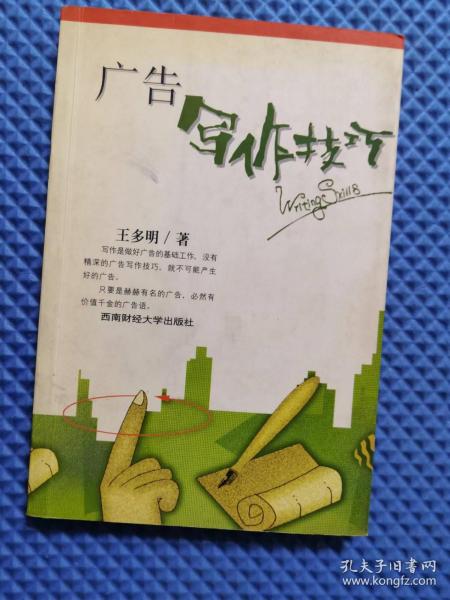 广告
写作技巧
Writing Skills
王多明/著
写作是做好广告的基础工作，没有
精深的广告写作技巧，就不可能产生
好的广告。
只要是赫赫有名的广告，必然有
价值千金的广告语。
西南财经大学出版社
孔夫子旧书网
www.kongfz.com